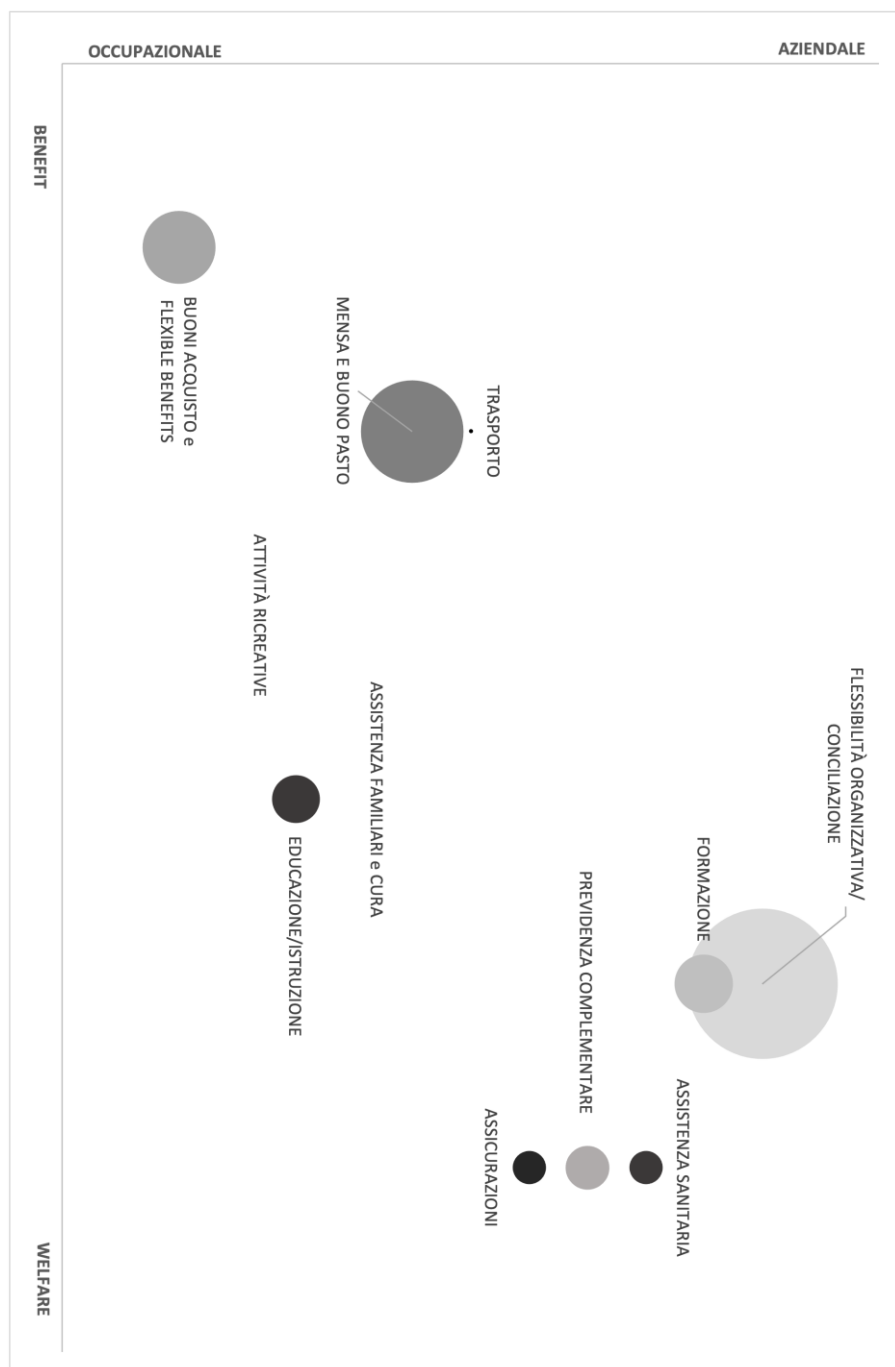 OCCUPAZIONALE
AZIENDALE
BENEFIT
WELFARE
FLESSIBILITÀ ORGANIZZATIVA/
CONCILIAZIONE
FORMAZIONE
ASSISTENZA SANITARIA
PREVIDENZA COMPLEMENTARE
ASSICURAZIONI
TRASPORTO
MENSA E BUONO PASTO
ASSISTENZA FAMILIARI e CURA
EDUCAZIONE/ISTRUZIONE
ATTIVITÀ RICREATIVE
BUONI ACQUISTO e
FLEXIBLE BENEFITS